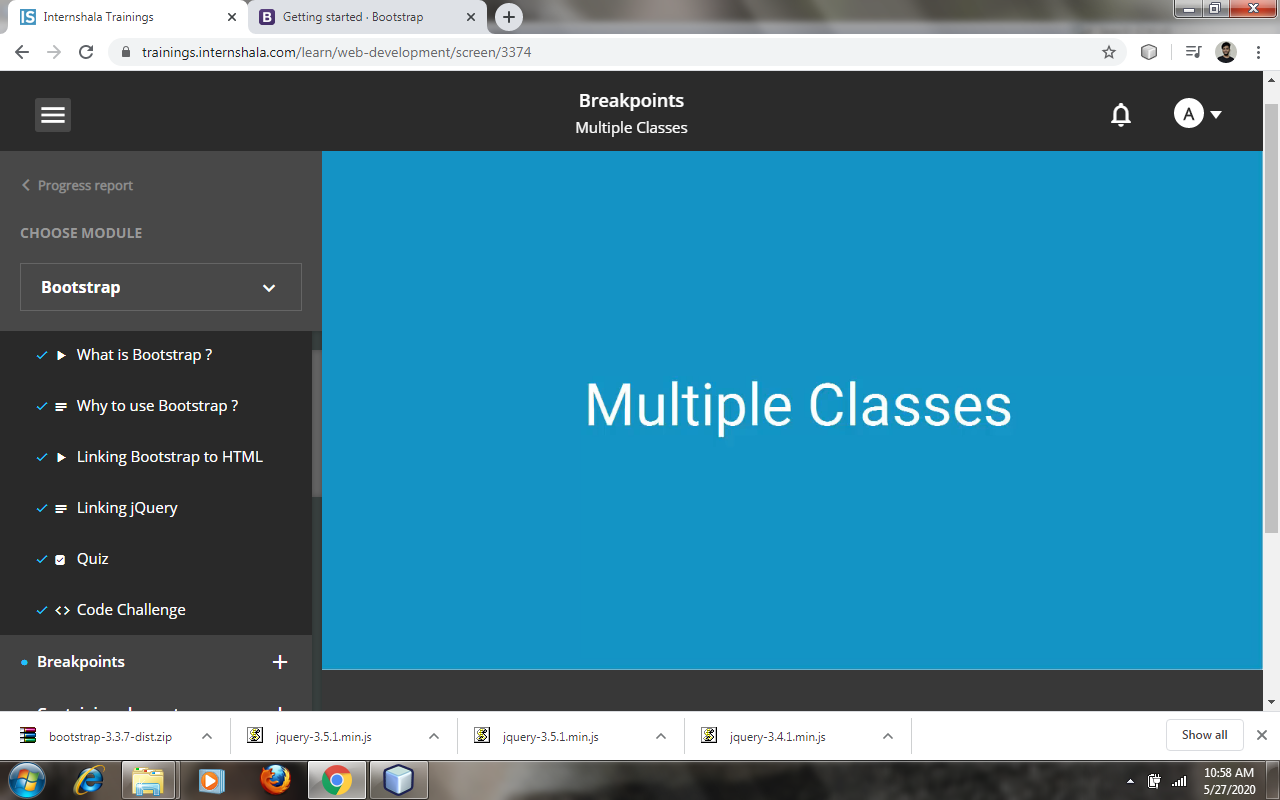 Internshala Trainings
Getting started · Bootstrap
trainings.internshala.com/learn/web-development/screen/3374
Breakpoints
Multiple Classes
A
Progress report
CHOOSE MODULE
Bootstrap
What is Bootstrap ?
Why to use Bootstrap ?
Linking Bootstrap to HTML
Linking jQuery
Quiz
Code Challenge
Breakpoints
Multiple Classes
bootstrap-3.3.7-dist.zip
jquery-3.5.1.min.js
jquery-3.5.1.min.js
jquery-3.4.1.min.js
Show all
10:58 AM
5/27/2020